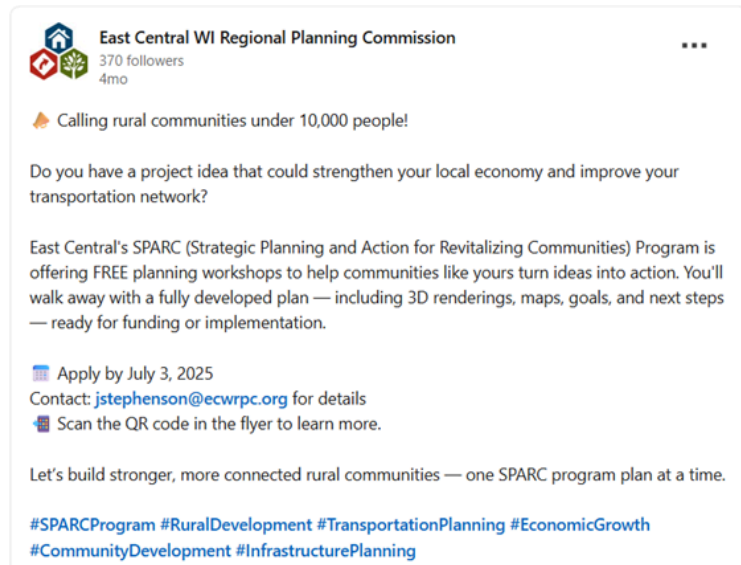 East Central WI Regional Planning Commission
370 followers
4mo
📣 Calling rural communities under 10,000 people!
Do you have a project idea that could strengthen your local economy and improve your
transportation network?
East Central's SPARC (Strategic Planning and Action for Revitalizing Communities) Program is
offering FREE planning workshops to help communities like yours turn ideas into action. You'll
walk away with a fully developed plan — including 3D renderings, maps, goals, and next steps
— ready for funding or implementation.
📅 Apply by July 3, 2025
Contact: jstephenson@ecwrpc.org for details
📲 Scan the QR code in the flyer to learn more.
Let's build stronger, more connected rural communities — one SPARC program plan at a time.
#SPARCProgram #RuralDevelopment #TransportationPlanning #EconomicGrowth
#CommunityDevelopment #InfrastructurePlanning